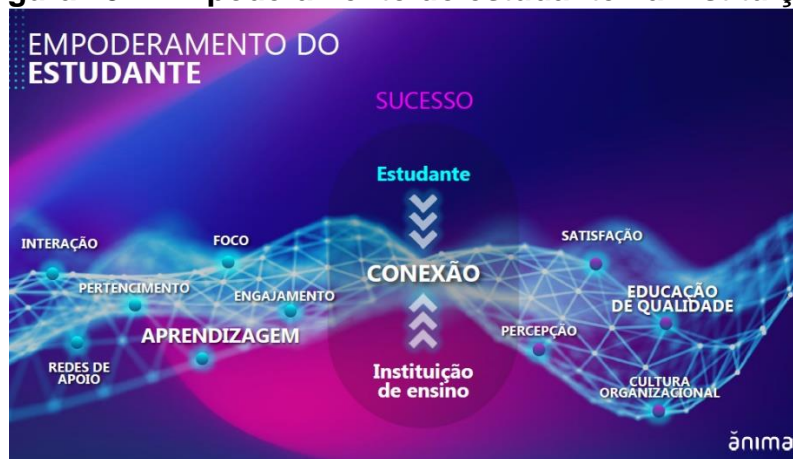 EMPODERAMENTO DO
ESTUDANTE
SUCESSO
Estudante
CONEXÃO
Instituição
de ensino
INTERAÇÃO
FOCO
PERTENCIMENTO
ENGAJAMENTO
APRENDIZAGEM
REDES DE
APOIO
SATISFAÇÃO
EDUCAÇÃO
DE QUALIDADE
PERCEPÇÃO
CULTURA
ORGANIZACIONAL
ănıma